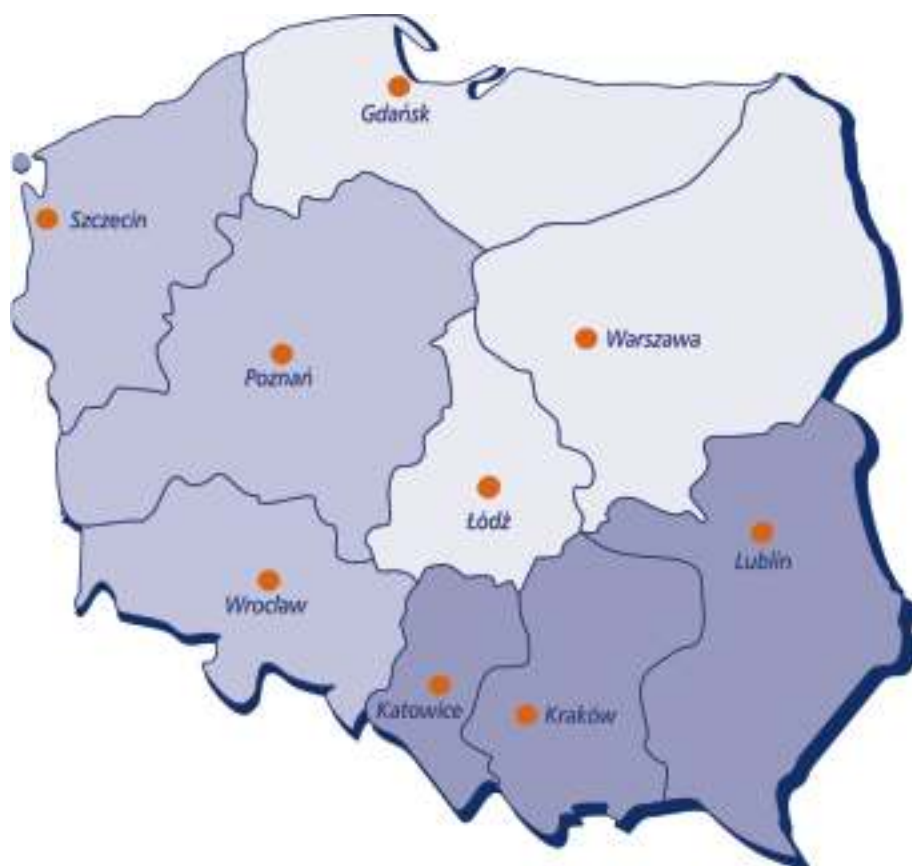 Gdańsk
Szczecin
Warszawa
Poznań
Łódź
Lublin
Wrocław
Katowice
Kraków